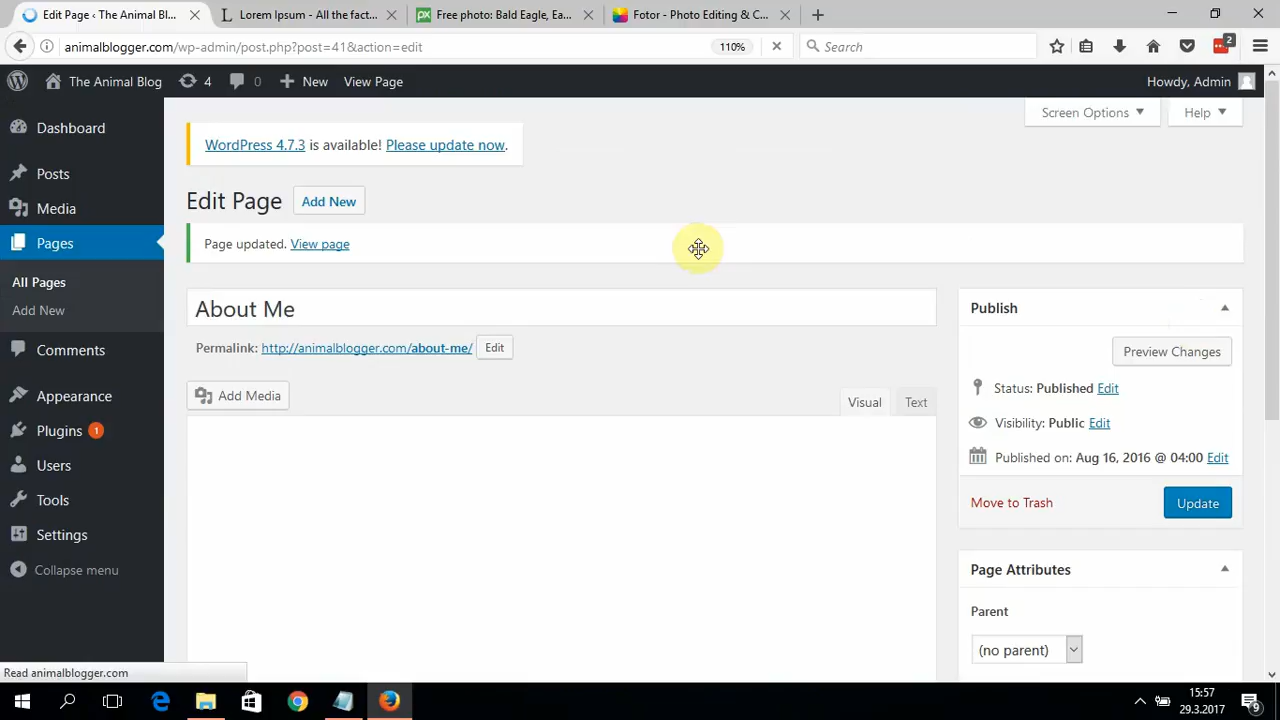 Edit Page ‹ The Animal Bl...
Lorem Ipsum - All the fact...
Free photo: Bald Eagle, Ea...
Fotor - Photo Editing & C...
animalblogger.com/wp-admin/post.php?post=41&action=edit
110%
Search
2
The Animal Blog
4
0
New
View Page
Howdy, Admin
Dashboard
Posts
Media
Pages
All Pages
Add New
Comments
Appearance
Plugins 1
Users
Tools
Settings
Collapse menu
Screen Options
Help
WordPress 4.7.3 is available! Please update now.
Edit Page
Add New
Page updated. View page
About Me
Permalink: http://animalblogger.com/about-me/
Edit
Add Media
Visual
Text
Publish
Preview Changes
Status: Published Edit
Visibility: Public Edit
Published on: Aug 16, 2016 @ 04:00 Edit
Move to Trash
Update
Page Attributes
Parent
(no parent)
Read animalblogger.com
15:57
29.3.2017
9